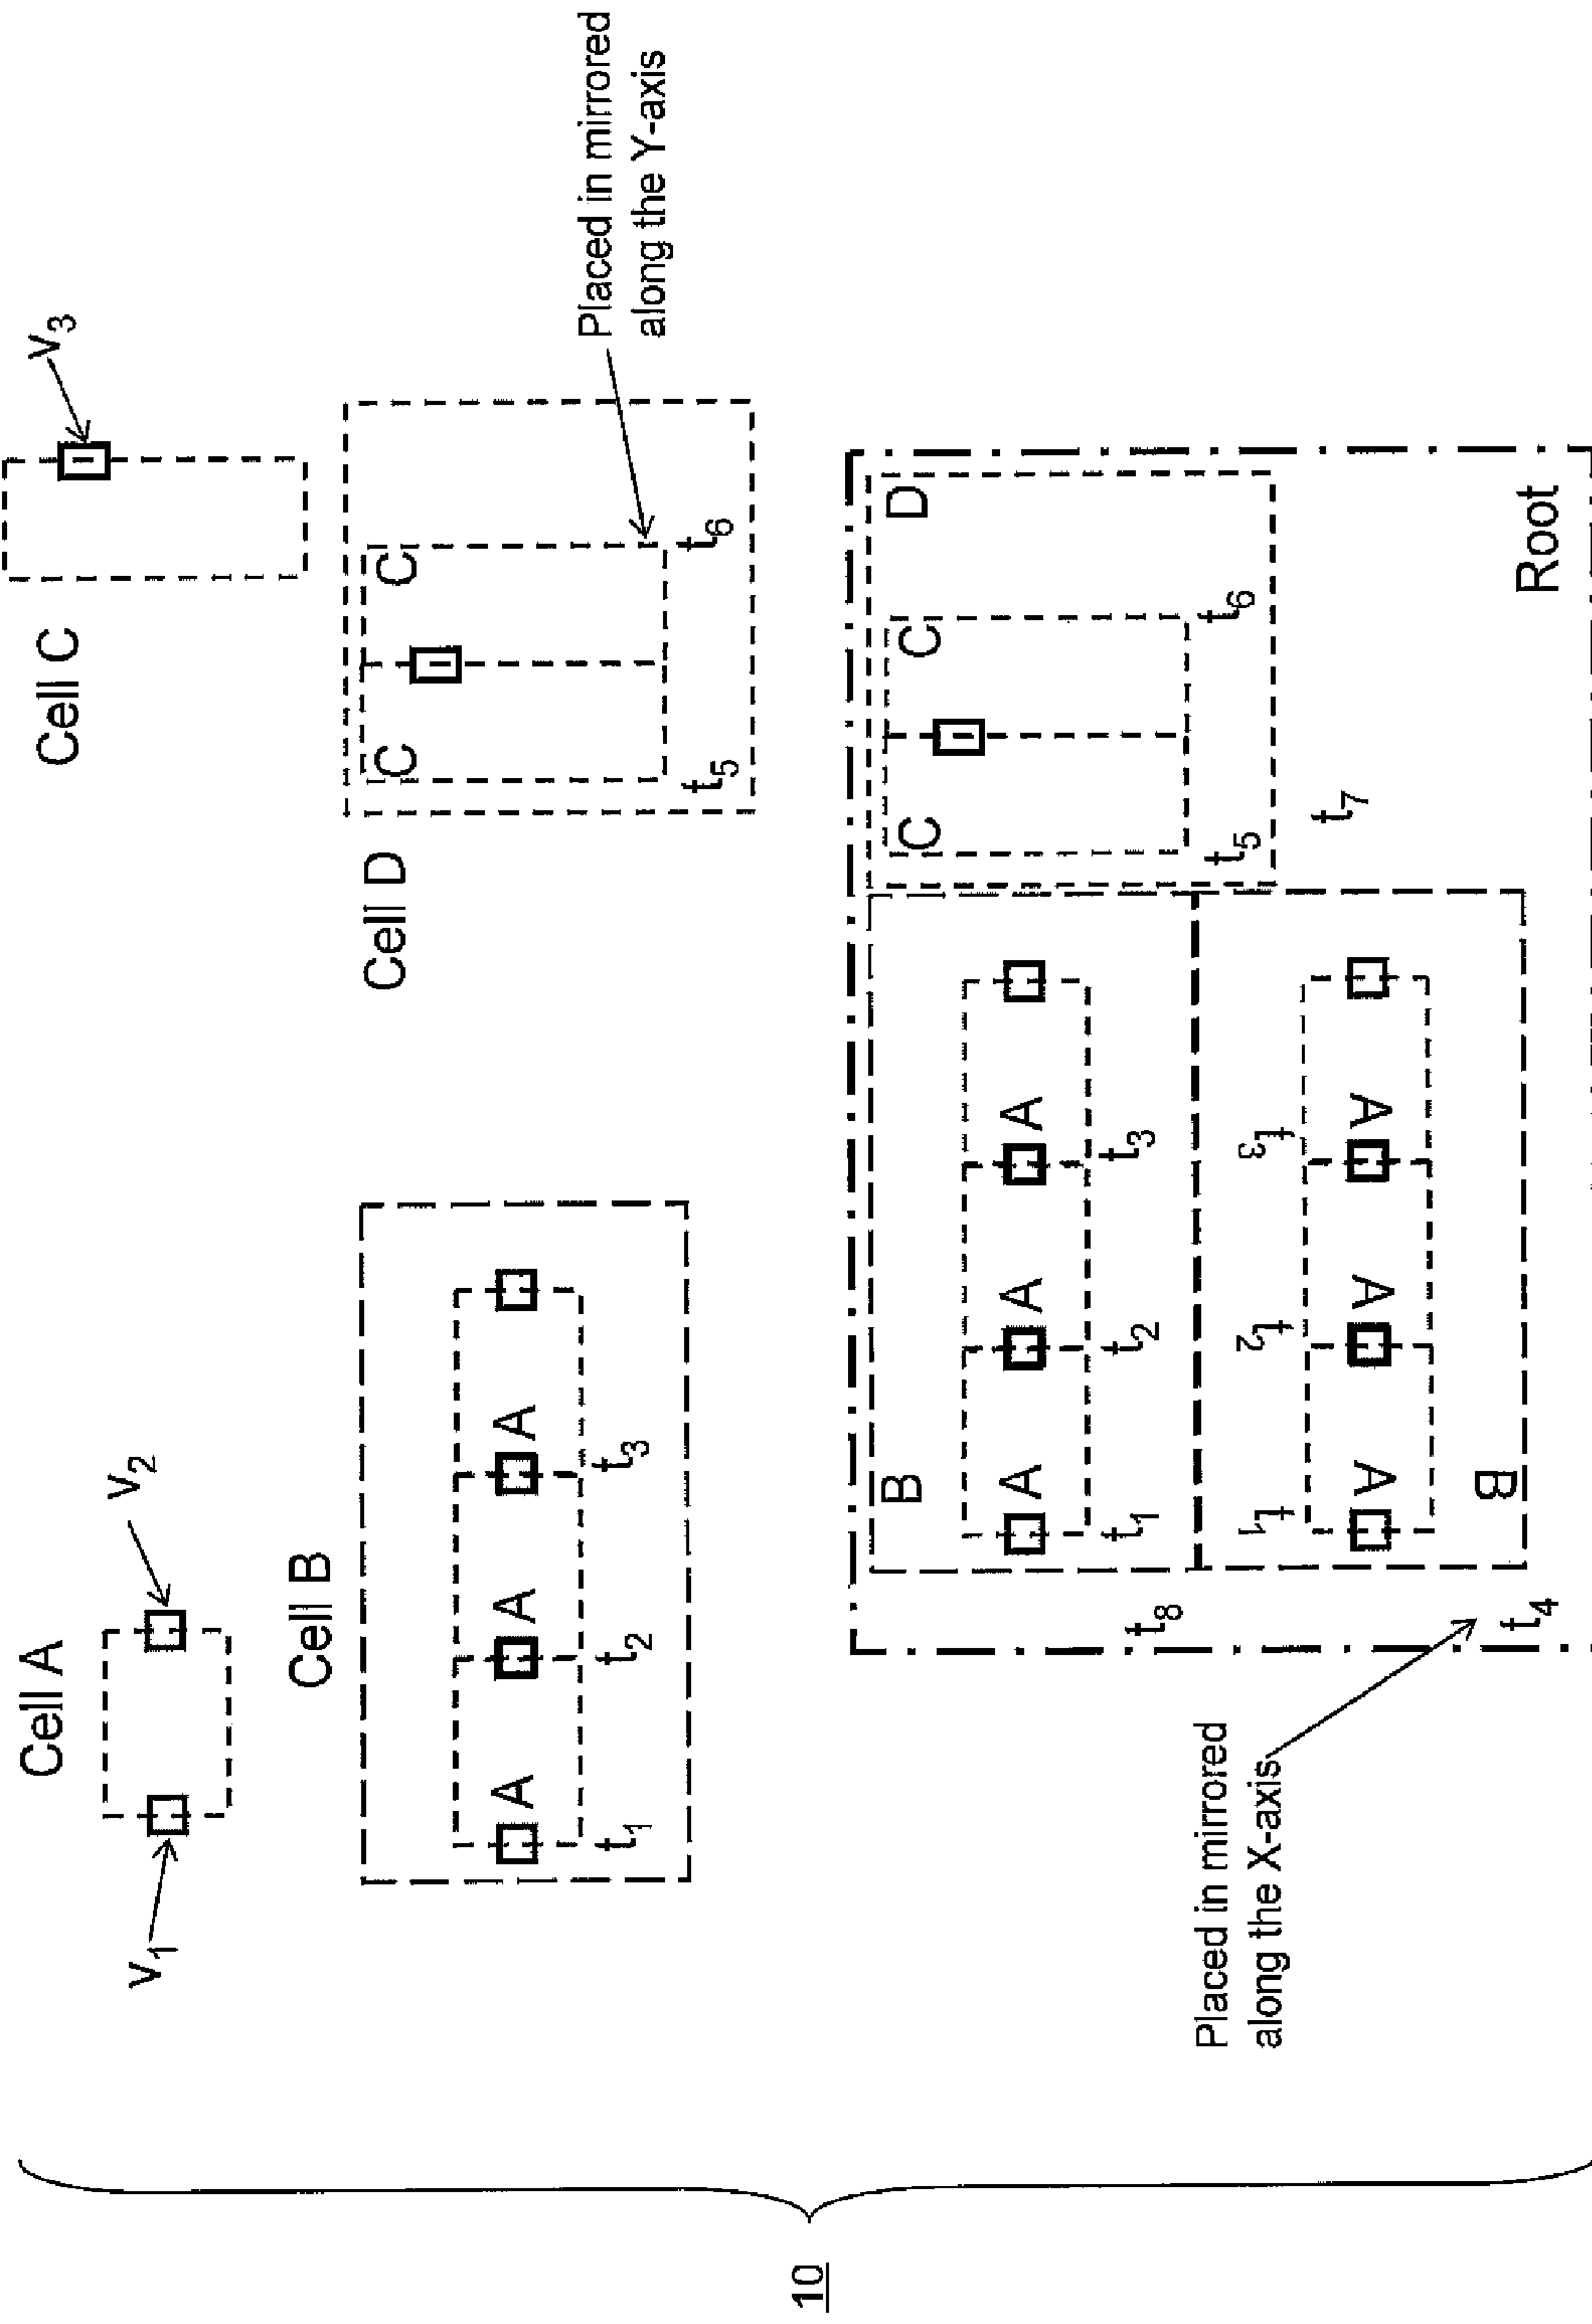 Cell A
V1
V2
Cell C
V3
Cell B
A
A
A
t1
t2
t3
Cell D
C
C
t5
t6
Placed in mirrored
along the Y-axis
B
A
A
A
t1
t2
t3
t8
D
C
C
t5
t6
t7
t1
t2
t3
A
A
A
B
t4
Root
Placed in mirrored
along the X-axis
10